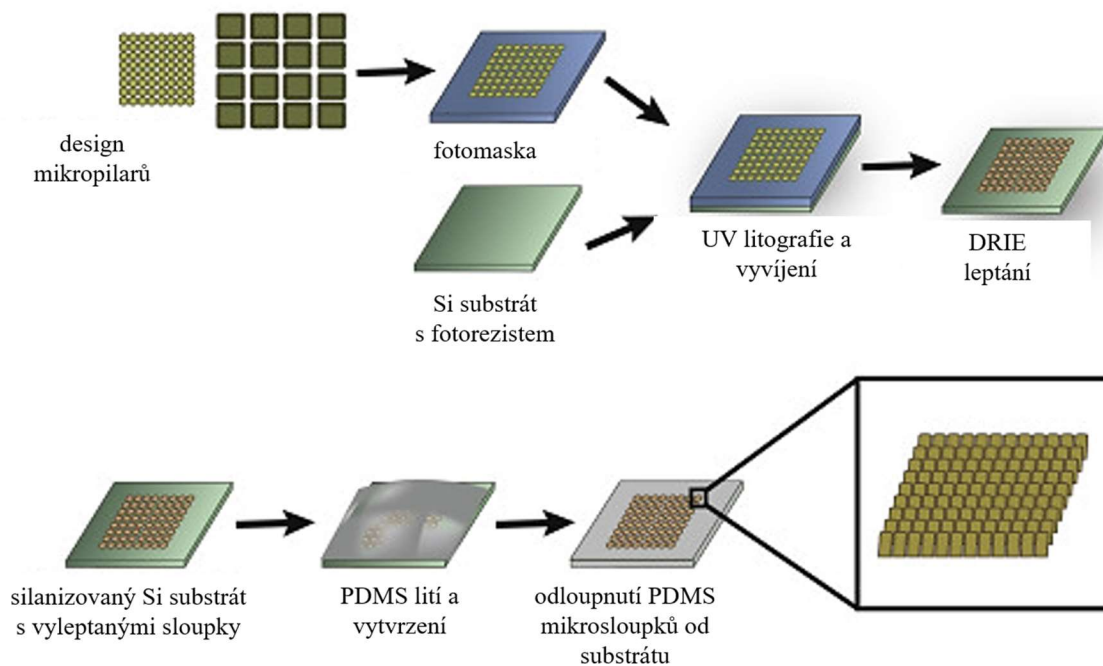 design
mikropilarů
fotomaska
Si substrát
s fotorezistem
UV litografie a
vyvíjení
DRIE
leptání
silanizovaný Si substrát
s vyleptanými sloupky
PDMS lití a
vytvrzení
odloupnutí PDMS
mikrosloupků od
substrátu